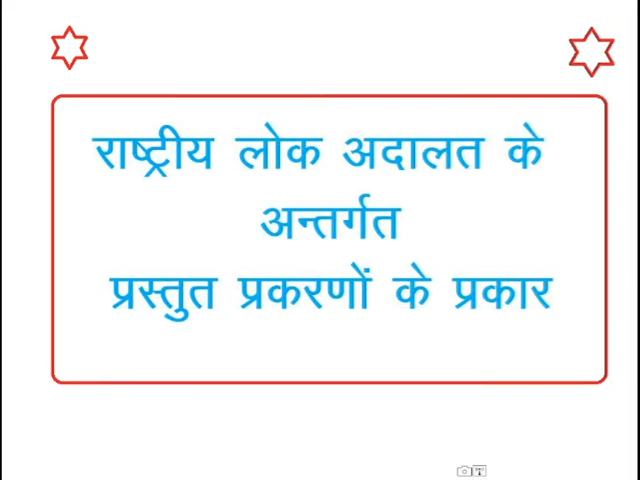 राष्ट्रीय लोक अदालत के
अन्तर्गत
प्रस्तुत प्रकरणों के प्रकार